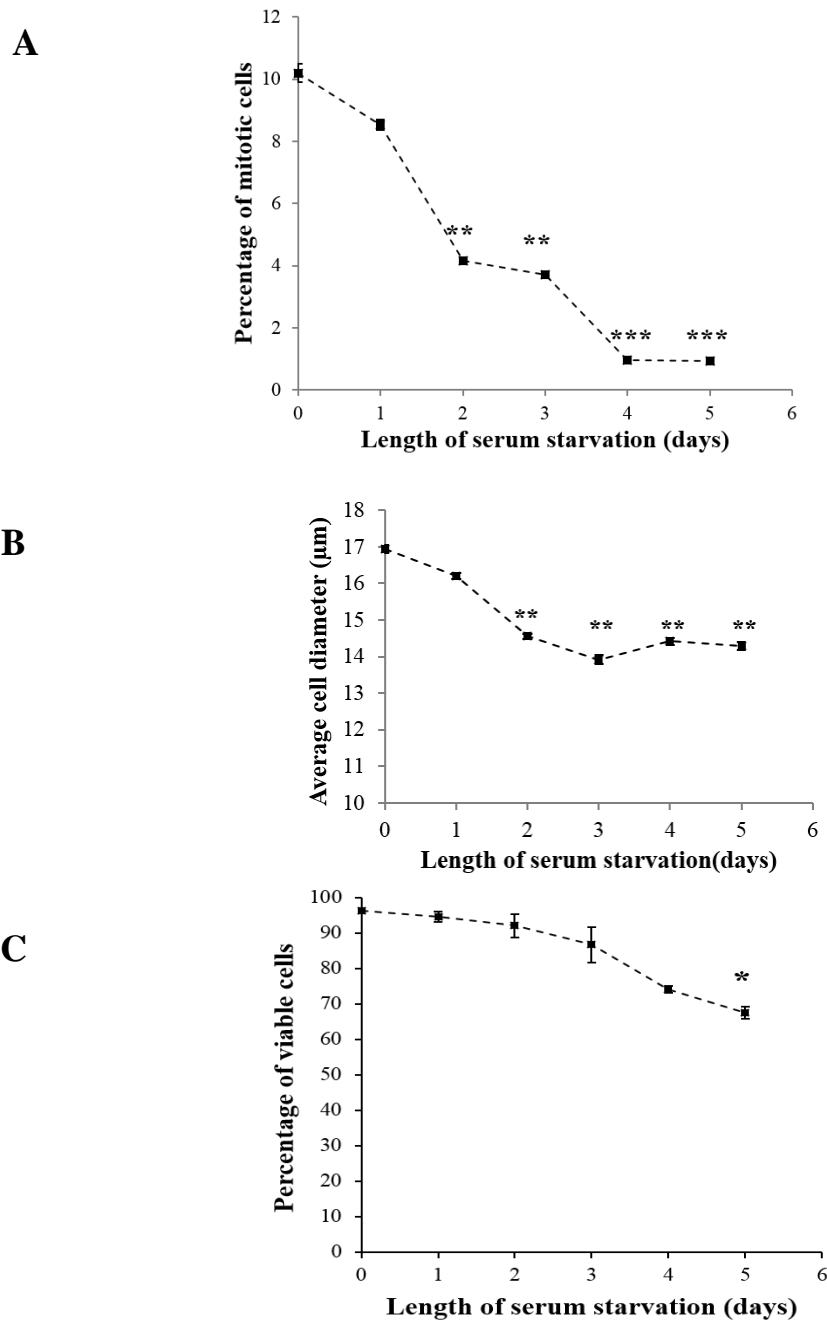 A
Percentage of mitotic cells
12
10
8
6
4
2
0
** ** *** ***
0 1 2 3 4 5 6
Length of serum starvation (days)
B
Average cell diameter (µm)
18
17
16
15
14
13
12
11
10
** ** ** **
0 1 2 3 4 5 6
Length of serum starvation(days)
C
Percentage of viable cells
100
90
80
70
60
50
40
30
20
10
0
*
0 1 2 3 4 5 6
Length of serum starvation (days)